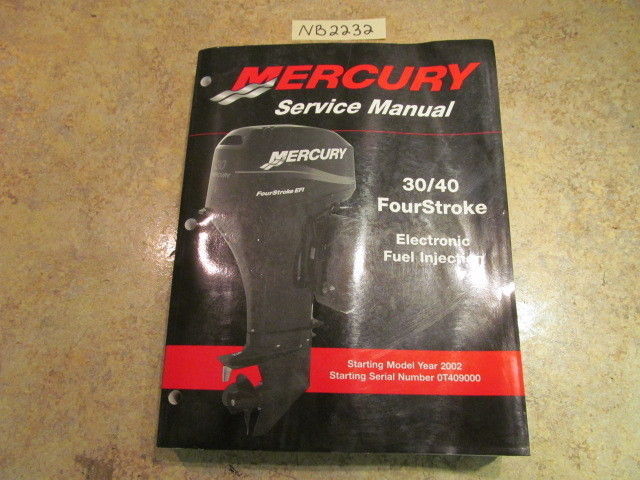 NB2232
MERCURY
Service Manual
MERCURY
FourStroke EFI
30/40
FourStroke
Electronic
Fuel Injection
Starting Model Year 2002
Starting Serial Number 0T409000